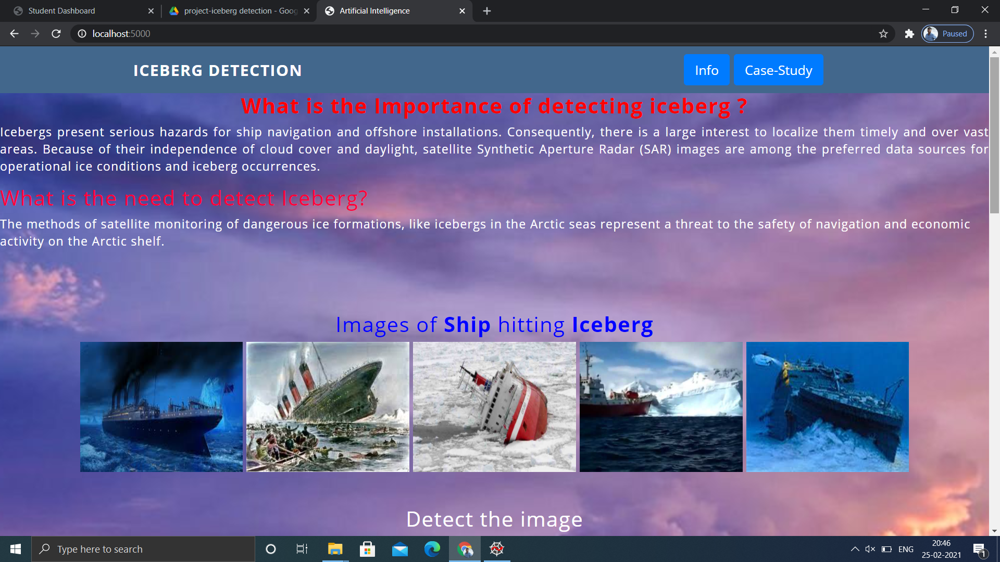 Student Dashboard
project-iceberg detection - Goog
Artificial Intelligence
localhost:5000
Paused
ICEBERG DETECTION
Info
Case-Study
What is the Importance of detecting iceberg ?
Icebergs present serious hazards for ship navigation and offshore installations. Consequently, there is a large interest to localize them timely and over vast
areas. Because of their independence of cloud cover and daylight, satellite Synthetic Aperture Radar (SAR) images are among the preferred data sources for
operational ice conditions and iceberg occurrences.
What is the need to detect Iceberg?
The methods of satellite monitoring of dangerous ice formations, like icebergs in the Arctic seas represent a threat to the safety of navigation and economic
activity on the Arctic shelf.
Images of Ship hitting Iceberg
Detect the image
Type here to search
ENG
20:46
25-02-2021
1